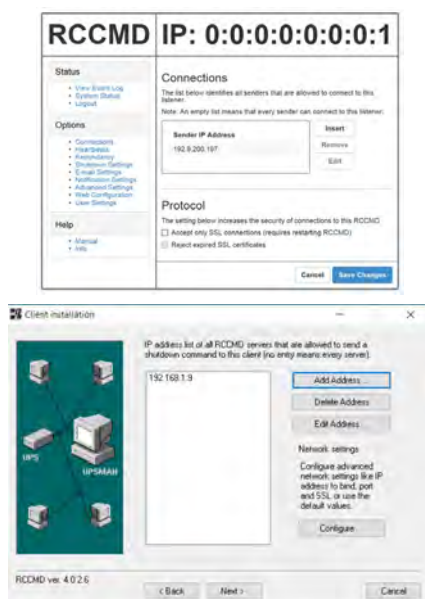 RCCMD IP: 0:0:0:0:0:0:0:1
Status
View Event Log
System Status
Logout
Options
Connections
Heartbeats
Redundancy
Shutdown Settings
E-mail Settings
Notification Settings
Advanced Settings
Web Configuration
User Settings
Help
Manual
Info
Connections
The list below identifies all senders that are allowed to connect to this
listener.
Note: An empty list means that every sender can connect to this listener.
Sender IP Address
192.9.200.197
Insert
Remove
Edit
Protocol
The setting below increases the security of connections to this RCCMD
Accept only SSL connections (requires restarting RCCMD)
Reject expired SSL certificates
Cancel
Save Changes
Client installation
IP address list of all RCCMD servers that are allowed to send a
shutdown command to this client (no entry means every server):
192.168.1.9
Add Address ...
Delete Address
Edit Address
UPS
UPSMAN
Network settings
Configure advanced
network settings like IP
address to bind, port
and SSL or use the
default values.
Configure...
RCCMD ver. 4.0.2.6
< Back
Next >
Cancel